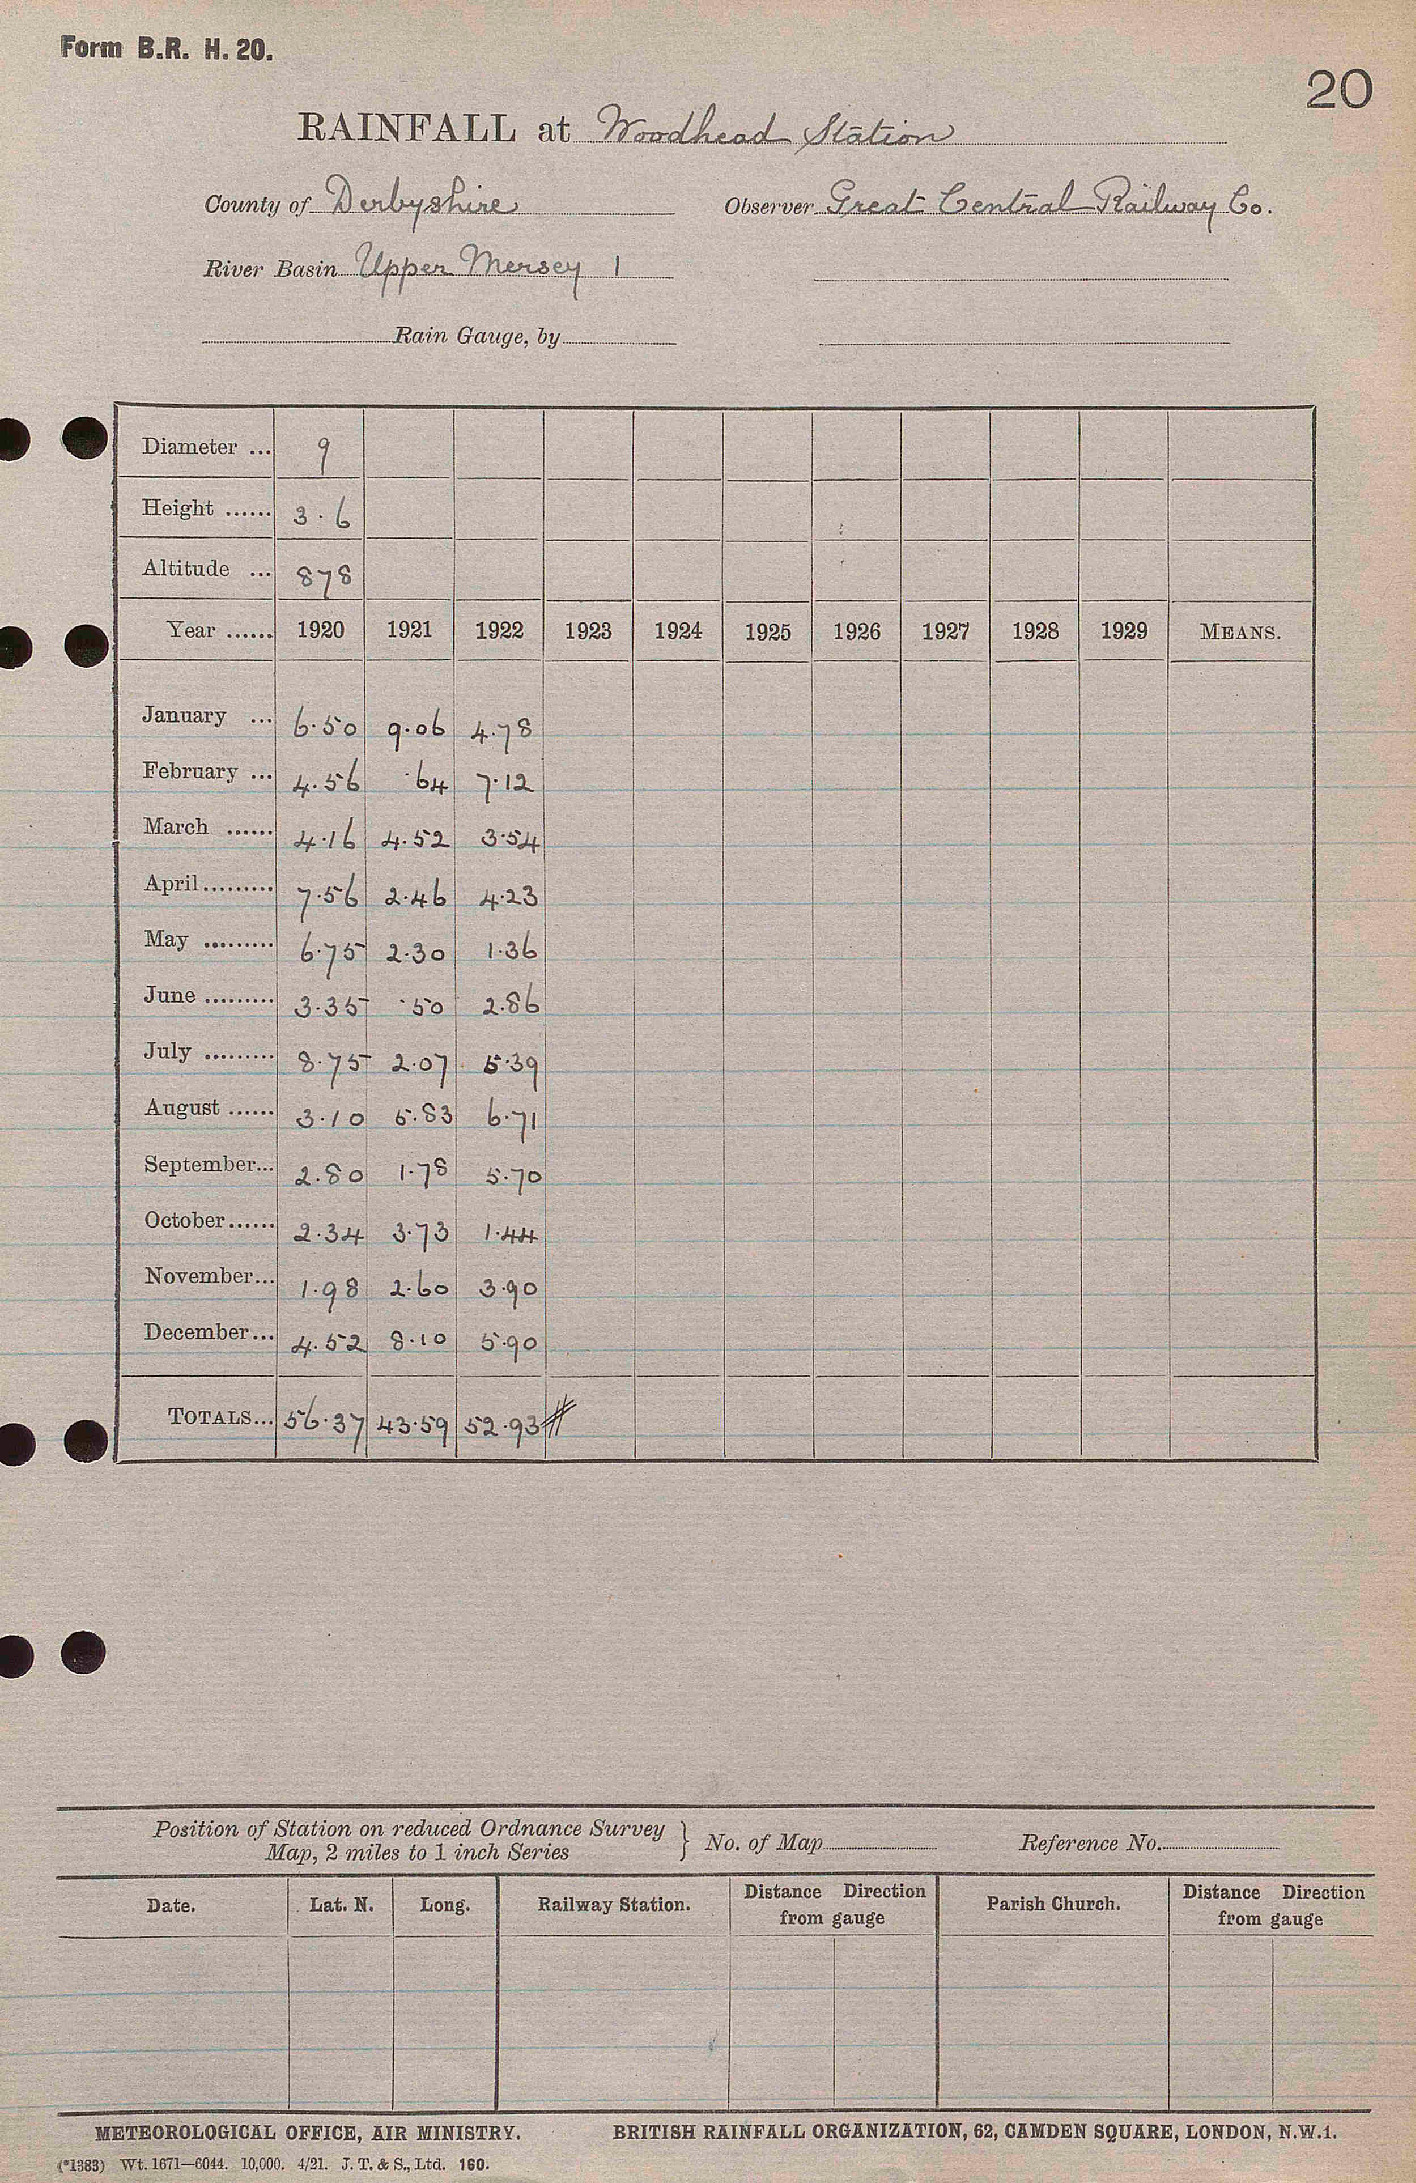 Form B.R. H. 20.
20
RAINFALL at Woodhead Station
County of Derbyshire Observer Great Central Railway Co.
River Basin Upper Mersey 1
Rain Gauge, by
Diameter ... 9
Height ...... 3.6
Altitude ... 878
Year ...... 1920 1921 1922 1923 1924 1925 1926 1927 1928 1929 MEANS.
January ... 6.50 9.06 4.78
February ... 4.56 .64 7.12
March ...... 4.16 4.52 3.54
April ......... 7.56 2.46 4.23
May ......... 6.75 2.30 1.36
June ......... 3.35 .50 2.86
July ......... 8.75 2.07 5.39
August ...... 3.10 5.83 6.71
September... 2.80 1.78 5.70
October...... 2.34 3.73 1.44
November... 1.98 2.60 3.90
December... 4.52 8.10 5.90
TOTALS... 56.37 43.59 52.93
Position of Station on reduced Ordnance Survey
Map, 2 miles to 1 inch Series } No. of Map Reference No.
Date. Lat. N. Long. Railway Station. Distance Direction from gauge Parish Church. Distance Direction from gauge
METEOROLOGICAL OFFICE, AIR MINISTRY. BRITISH RAINFALL ORGANIZATION, 62, CAMDEN SQUARE, LONDON, N.W.1.
(*1383) Wt. 1671—6044. 10,000. 4/21. J. T. & S., Ltd. 160.